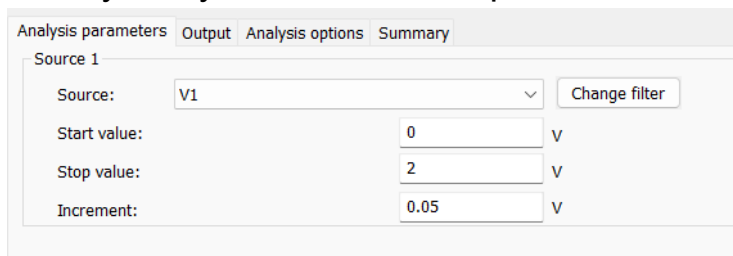 Analysis parameters Output Analysis options Summary
Source 1
Source: V1 Change filter
Start value: 0 V
Stop value: 2 V
Increment: 0.05 V